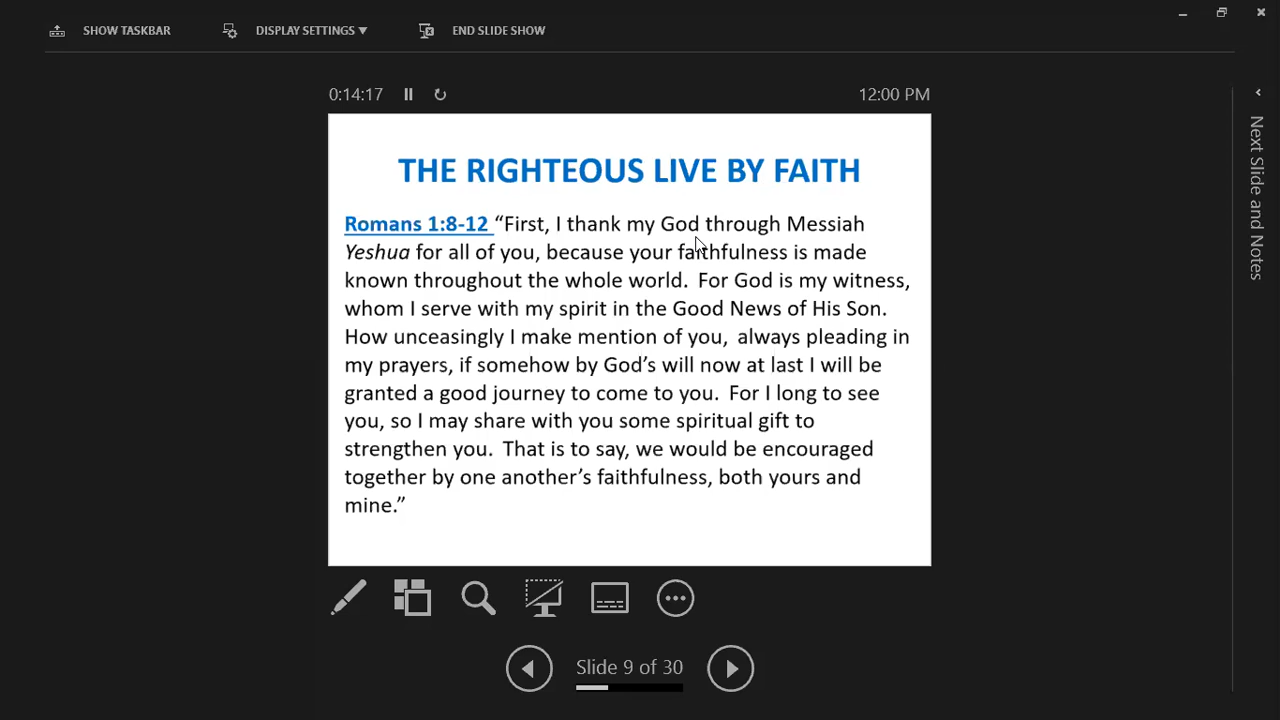 SHOW TASKBAR DISPLAY SETTINGS ▼ END SLIDE SHOW
0:14:17 12:00 PM
THE RIGHTEOUS LIVE BY FAITH
Romans 1:8-12 “First, I thank my God through Messiah
Yeshua for all of you, because your faithfulness is made
known throughout the whole world. For God is my witness,
whom I serve with my spirit in the Good News of His Son.
How unceasingly I make mention of you, always pleading in
my prayers, if somehow by God’s will now at last I will be
granted a good journey to come to you. For I long to see
you, so I may share with you some spiritual gift to
strengthen you. That is to say, we would be encouraged
together by one another’s faithfulness, both yours and
mine.”
Slide 9 of 30
Next Slide and Notes